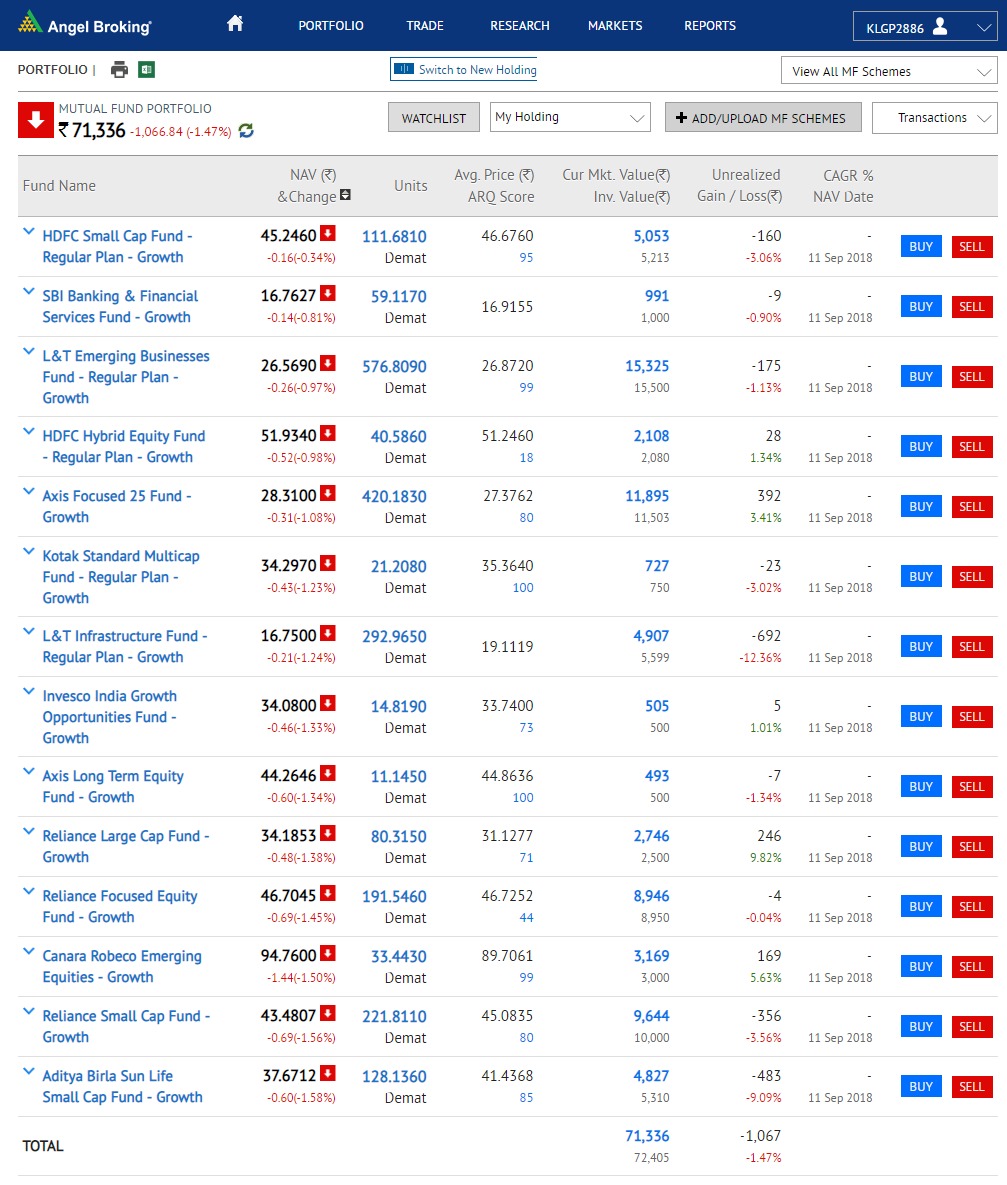 Angel Broking
PORTFOLIO TRADE RESEARCH MARKETS REPORTS KLGP2886
PORTFOLIO | Switch to New Holding View All MF Schemes
MUTUAL FUND PORTFOLIO
₹ 71,336 -1,066.84 (-1.47%) WATCHLIST My Holding + ADD/UPLOAD MF SCHEMES Transactions
Fund Name NAV (₹) &Change Units Avg. Price (₹) ARQ Score Cur Mkt. Value(₹) Inv. Value(₹) Unrealized Gain / Loss(₹) CAGR % NAV Date
HDFC Small Cap Fund - 45.2460 111.6810 46.6760 5,053 -160 -
Regular Plan - Growth -0.16(-0.34%) Demat 95 5,213 -3.06% 11 Sep 2018 BUY SELL
SBI Banking & Financial 16.7627 59.1170 16.9155 991 -9 -
Services Fund - Growth -0.14(-0.81%) Demat 1,000 -0.90% 11 Sep 2018 BUY SELL
L&T Emerging Businesses
Fund - Regular Plan - 26.5690 576.8090 26.8720 15,325 -175 -
Growth -0.26(-0.97%) Demat 99 15,500 -1.13% 11 Sep 2018 BUY SELL
HDFC Hybrid Equity Fund 51.9340 40.5860 51.2460 2,108 28 -
- Regular Plan - Growth -0.52(-0.98%) Demat 18 2,080 1.34% 11 Sep 2018 BUY SELL
Axis Focused 25 Fund - 28.3100 420.1830 27.3762 11,895 392 -
Growth -0.31(-1.08%) Demat 80 11,503 3.41% 11 Sep 2018 BUY SELL
Kotak Standard Multicap
Fund - Regular Plan - 34.2970 21.2080 35.3640 727 -23 -
Growth -0.43(-1.23%) Demat 100 750 -3.02% 11 Sep 2018 BUY SELL
L&T Infrastructure Fund - 16.7500 292.9650 19.1119 4,907 -692 -
Regular Plan - Growth -0.21(-1.24%) Demat 5,599 -12.36% 11 Sep 2018 BUY SELL
Invesco India Growth
Opportunities Fund - 34.0800 14.8190 33.7400 505 5 -
Growth -0.46(-1.33%) Demat 73 500 1.01% 11 Sep 2018 BUY SELL
Axis Long Term Equity 44.2646 11.1450 44.8636 493 -7 -
Fund - Growth -0.60(-1.34%) Demat 100 500 -1.34% 11 Sep 2018 BUY SELL
Reliance Large Cap Fund - 34.1853 80.3150 31.1277 2,746 246 -
Growth -0.48(-1.38%) Demat 71 2,500 9.82% 11 Sep 2018 BUY SELL
Reliance Focused Equity 46.7045 191.5460 46.7252 8,946 -4 -
Fund - Growth -0.69(-1.45%) Demat 44 8,950 -0.04% 11 Sep 2018 BUY SELL
Canara Robeco Emerging 94.7600 33.4430 89.7061 3,169 169 -
Equities - Growth -1.44(-1.50%) Demat 99 3,000 5.63% 11 Sep 2018 BUY SELL
Reliance Small Cap Fund - 43.4807 221.8110 45.0835 9,644 -356 -
Growth -0.69(-1.56%) Demat 80 10,000 -3.56% 11 Sep 2018 BUY SELL
Aditya Birla Sun Life 37.6712 128.1360 41.4368 4,827 -483 -
Small Cap Fund - Growth -0.60(-1.58%) Demat 85 5,310 -9.09% 11 Sep 2018 BUY SELL
TOTAL 71,336 -1,067
72,405 -1.47%